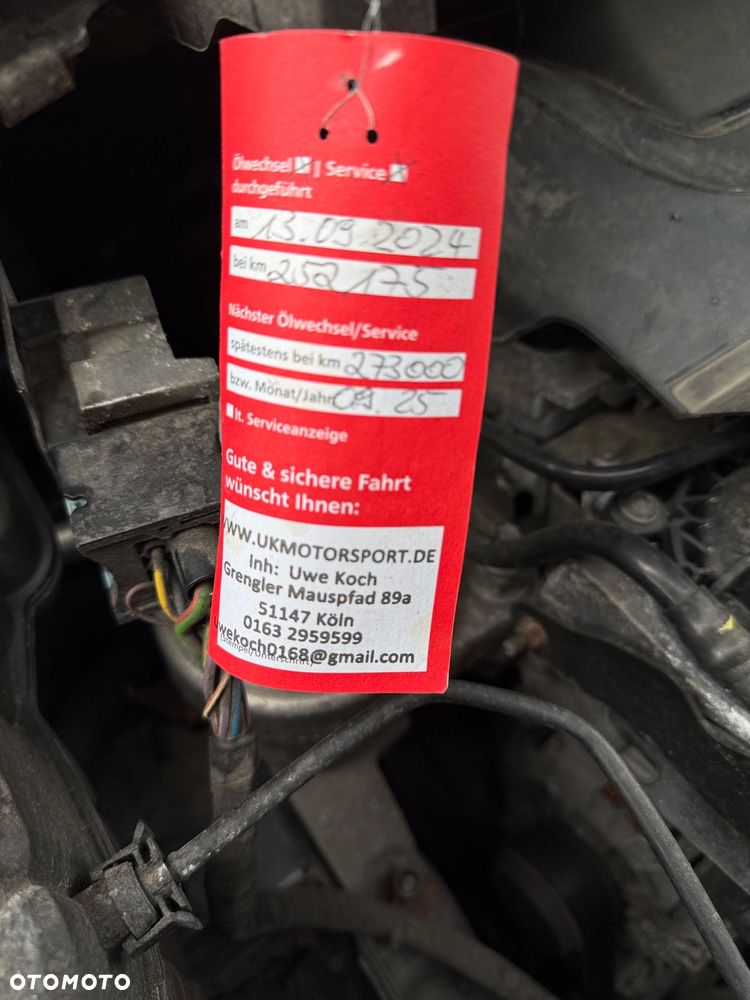 Ölwechsel | Service
durchgeführt
am 13.09.2024
bei km 252175
Nächster Ölwechsel/Service
spätestens bei km 273000
bzw. Monat/Jahr 09.25
lt. Serviceanzeige
Gute & sichere Fahrt
wünscht Ihnen:
WWW.UKMOTORSPORT.DE
Inh: Uwe Koch
Grengler Mauspfad 89a
51147 Köln
0163 2959599
uwekoch0168@gmail.com
(Stempel/Unterschrift)
OTOMOTO